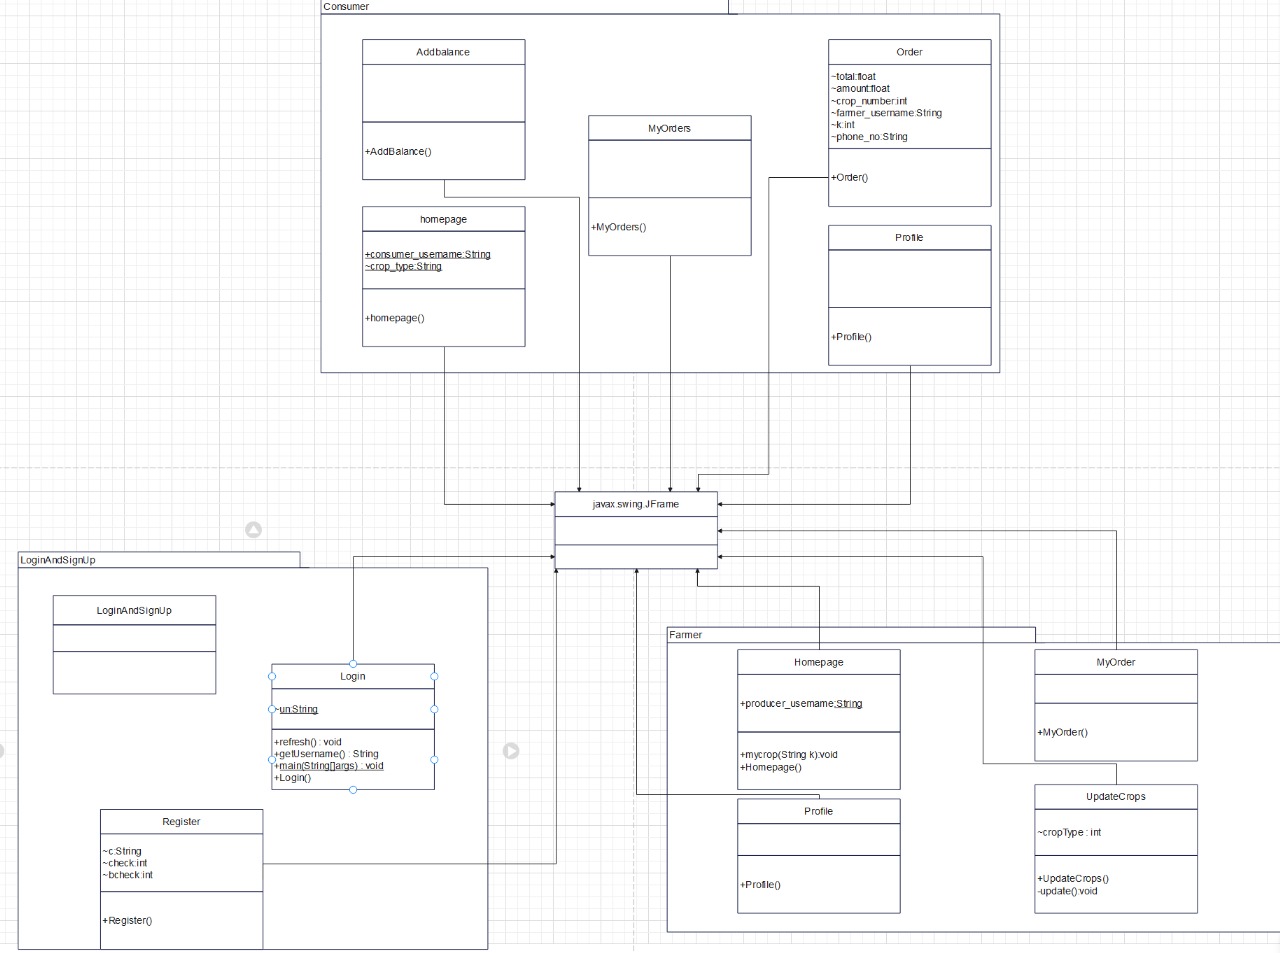 Consumer
Addbalance
+AddBalance()
homepage
+consumer_username:String
~crop_type:String
+homepage()
MyOrders
+MyOrders()
Order
~total:float
~amount:float
~crop_number:int
~farmer_username:String
~k:int
~phone_no:String
+Order()
Profile
+Profile()
javax.swing.JFrame
LoginAndSignUp
LoginAndSignUp
Login
~un:String
+refresh() : void
+getUsername() : String
+main(String[]args) : void
+Login()
Register
~c:String
~check:int
~bcheck:int
+Register()
Farmer
Homepage
+producer_username:String
+mycrop(String k):void
+Homepage()
Profile
+Profile()
MyOrder
+MyOrder()
UpdateCrops
~cropType : int
+UpdateCrops()
-update():void